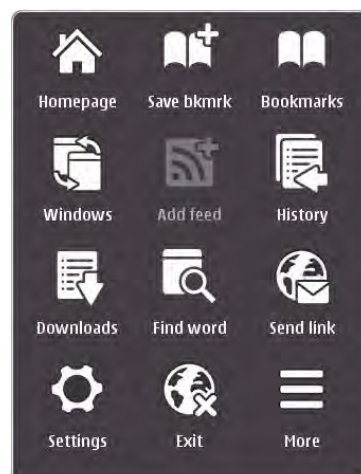 Homepage Save bkmrk Bookmarks
Windows Add feed History
Downloads Find word Send link
Settings Exit More